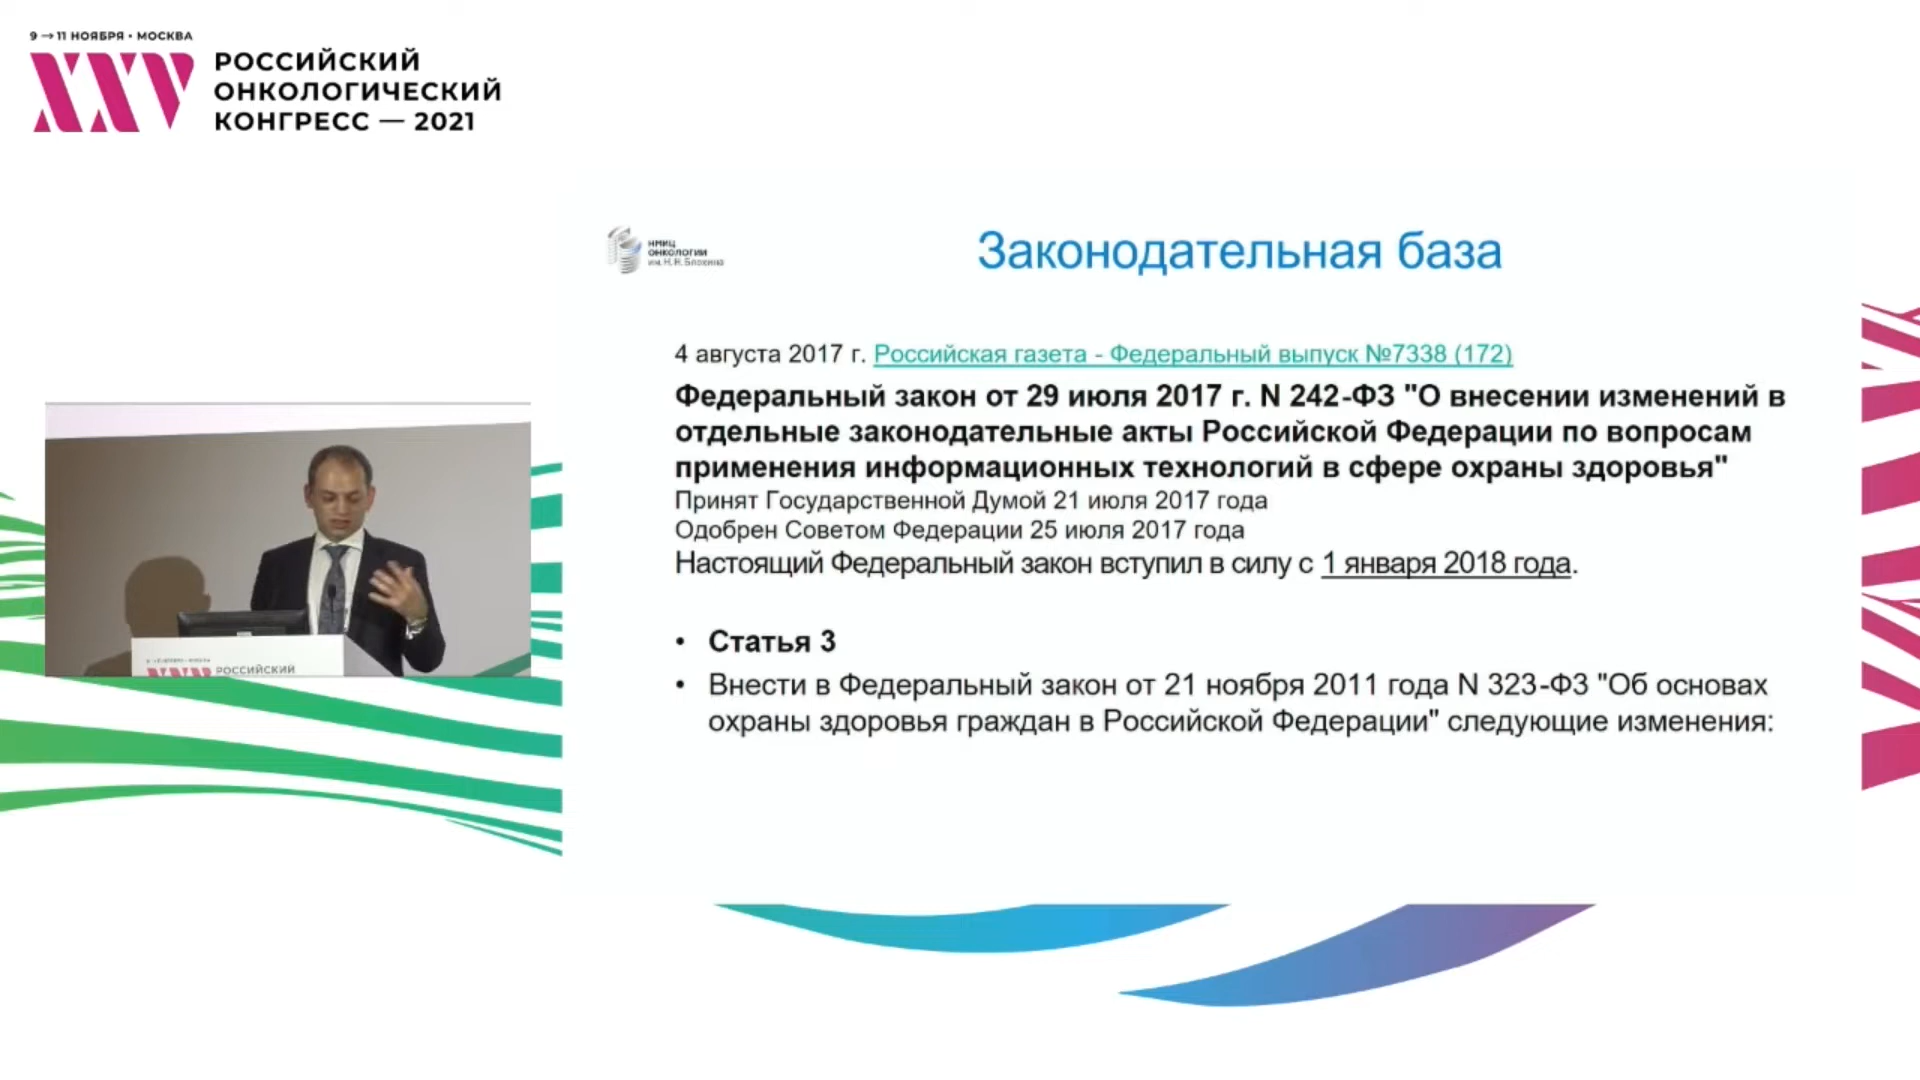 9 → 11 НОЯБРЯ • МОСКВА
XXV
РОССИЙСКИЙ
ОНКОЛОГИЧЕСКИЙ
КОНГРЕСС — 2021
НМИЦ
ОНКОЛОГИИ
им. Н. Н. Блохина
Законодательная база
4 августа 2017 г. Российская газета - Федеральный выпуск №7338 (172)
Федеральный закон от 29 июля 2017 г. N 242-ФЗ "О внесении изменений в
отдельные законодательные акты Российской Федерации по вопросам
применения информационных технологий в сфере охраны здоровья"
Принят Государственной Думой 21 июля 2017 года
Одобрен Советом Федерации 25 июля 2017 года
Настоящий Федеральный закон вступил в силу с 1 января 2018 года.
• Статья 3
• Внести в Федеральный закон от 21 ноября 2011 года N 323-ФЗ "Об основах
охраны здоровья граждан в Российской Федерации" следующие изменения:
XXV
РОССИЙСКИЙ